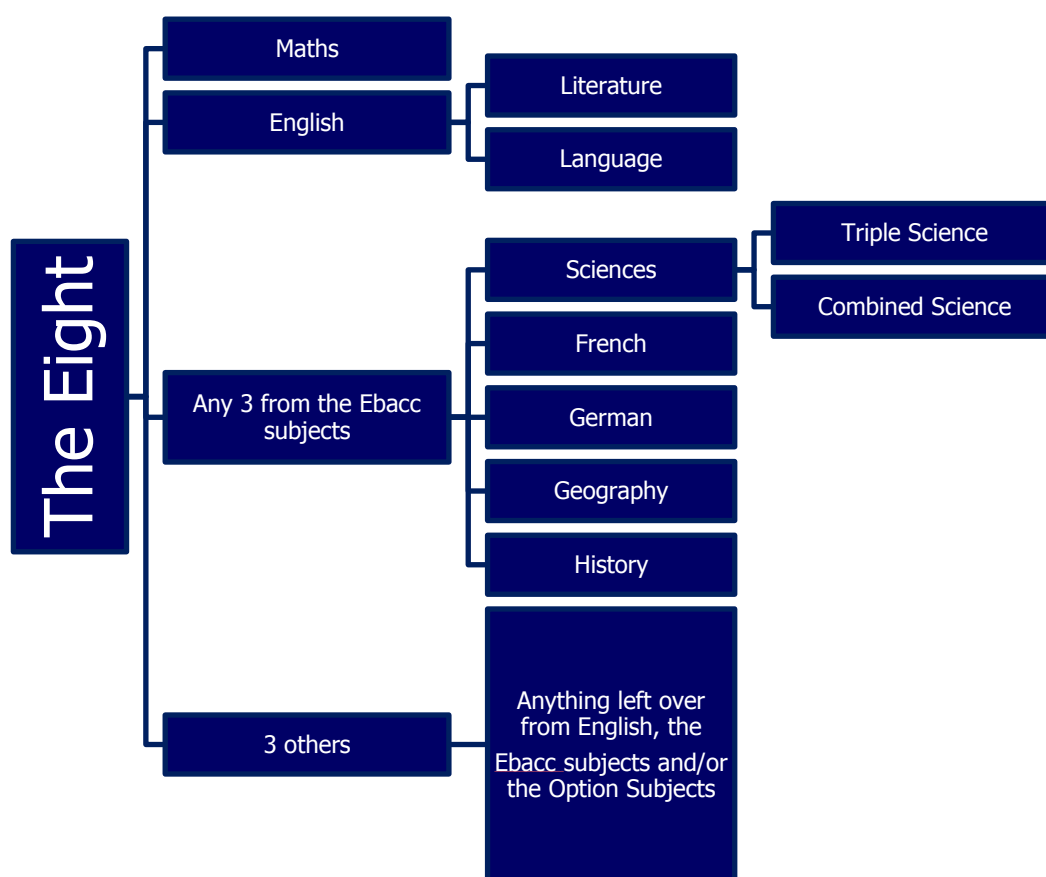 The Eight
Maths
English
Literature
Language
Any 3 from the Ebacc
subjects
Sciences
Triple Science
Combined Science
French
German
Geography
History
3 others
Anything left over
from English, the
Ebacc subjects and/or
the Option Subjects